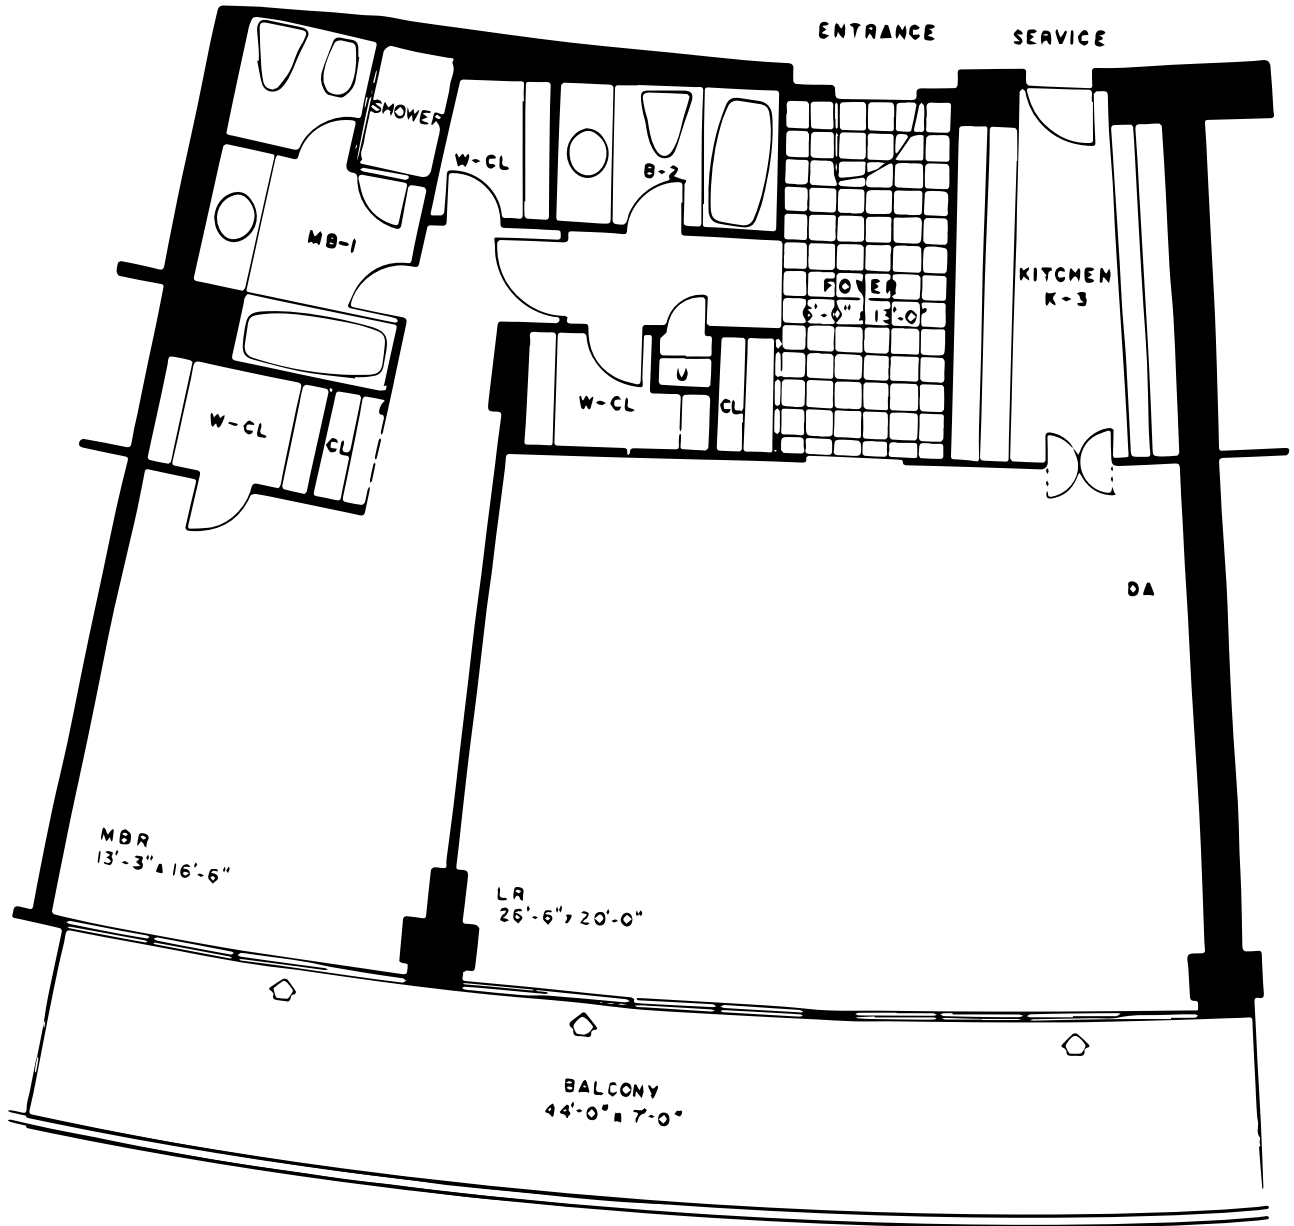 ENTRANCE
SERVICE
SHOWER
W-CL
B-2
MB-1
FOYER
6'-0" x 13'-0"
KITCHEN
K-3
U
W-CL
CL
W-CL
CL
DA
MBR
13'-3" x 16'-6"
LR
26'-6" x 20'-0"
BALCONY
44'-0" x 7'-0"